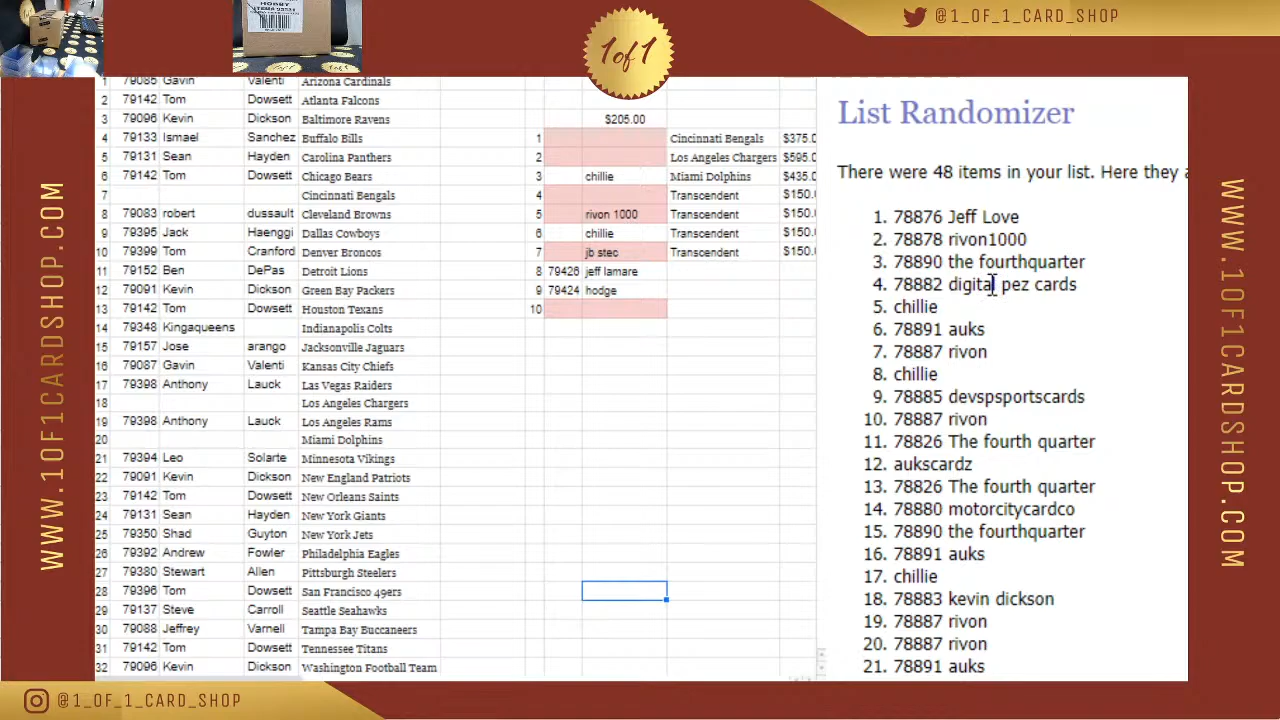 HOBBY
1of1
@1_OF_1_CARD_SHOP
1 79085 Gavin Valenti Arizona Cardinals
2 79142 Tom Dowsett Atlanta Falcons
3 79096 Kevin Dickson Baltimore Ravens $205.00
4 79133 Ismael Sanchez Buffalo Bills 1 Cincinnati Bengals $375.0
5 79131 Sean Hayden Carolina Panthers 2 Los Angeles Chargers $595.0
6 79142 Tom Dowsett Chicago Bears 3 chillie Miami Dolphins $435.0
7 Cincinnati Bengals 4 Transcendent $150.
8 79083 robert dussault Cleveland Browns 5 rivon 1000 Transcendent $150.
9 79395 Jack Haenggi Dallas Cowboys 6 chillie Transcendent $150.
10 79399 Tom Cranford Denver Broncos 7 jb stec Transcendent $150.
11 79152 Ben DePas Detroit Lions 8 79426 jeff lamare
12 79091 Kevin Dickson Green Bay Packers 9 79424 hodge
13 79142 Tom Dowsett Houston Texans 10
14 79348 Kingaqueens Indianapolis Colts
15 79157 Jose arango Jacksonville Jaguars
16 79087 Gavin Valenti Kansas City Chiefs
17 79398 Anthony Lauck Las Vegas Raiders
18 Los Angeles Chargers
19 79398 Anthony Lauck Los Angeles Rams
20 Miami Dolphins
21 79394 Leo Solarte Minnesota Vikings
22 79091 Kevin Dickson New England Patriots
23 79142 Tom Dowsett New Orleans Saints
24 79131 Sean Hayden New York Giants
25 79350 Shad Guyton New York Jets
26 79392 Andrew Fowler Philadelphia Eagles
27 79380 Stewart Allen Pittsburgh Steelers
28 79396 Tom Dowsett San Francisco 49ers
29 79137 Steve Carroll Seattle Seahawks
30 79088 Jeffrey Varnell Tampa Bay Buccaneers
31 79142 Tom Dowsett Tennessee Titans
32 79096 Kevin Dickson Washington Football Team
List Randomizer
There were 48 items in your list. Here they a
1. 78876 Jeff Love
2. 78878 rivon1000
3. 78890 the fourthquarter
4. 78882 digital pez cards
5. chillie
6. 78891 auks
7. 78887 rivon
8. chillie
9. 78885 devspsportscards
10. 78887 rivon
11. 78826 The fourth quarter
12. aukscardz
13. 78826 The fourth quarter
14. 78880 motorcitycardco
15. 78890 the fourthquarter
16. 78891 auks
17. chillie
18. 78883 kevin dickson
19. 78887 rivon
20. 78887 rivon
21. 78891 auks
WWW.1OF1CARDSHOP.COM
WWW.1OF1CARDSHOP.COM
@1_OF_1_CARD_SHOP